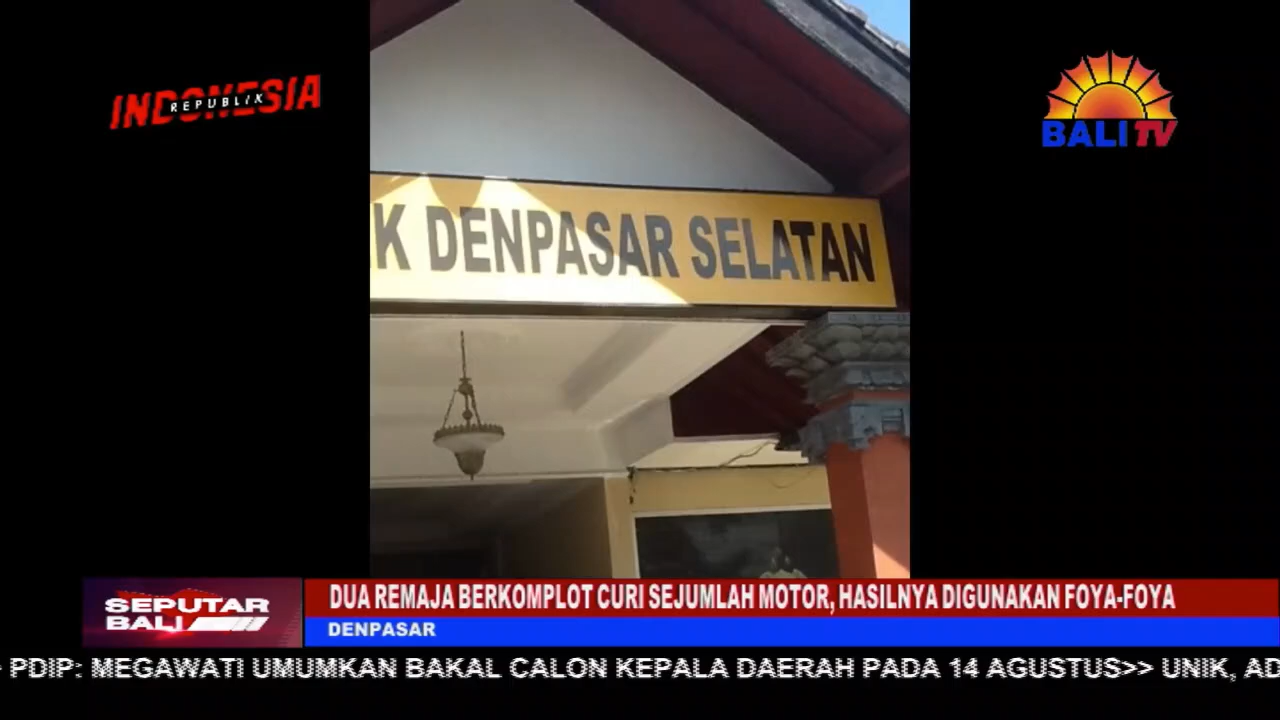 INDONESIA
REPUBLIK
BALI TV
K DENPASAR SELATAN
DUA REMAJA BERKOMPLOT CURI SEJUMLAH MOTOR, HASILNYA DIGUNAKAN FOYA-FOYA
SEPUTAR
BALI
DENPASAR
PDIP: MEGAWATI UMUMKAN BAKAL CALON KEPALA DAERAH PADA 14 AGUSTUS>> UNIK, AD